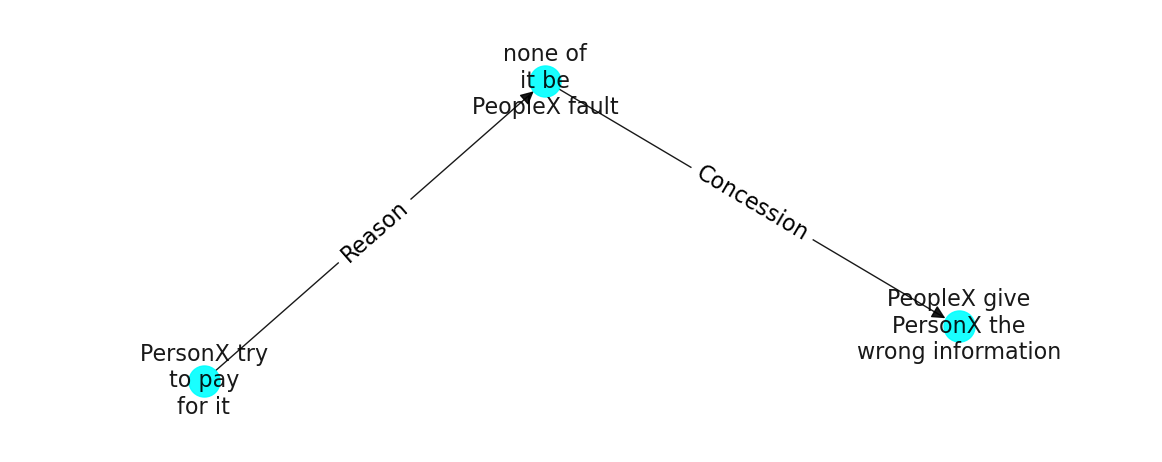 none of
it be
PeopleX fault
Reason
Concession
PersonX try
to pay
for it
PeopleX give
PersonX the
wrong information